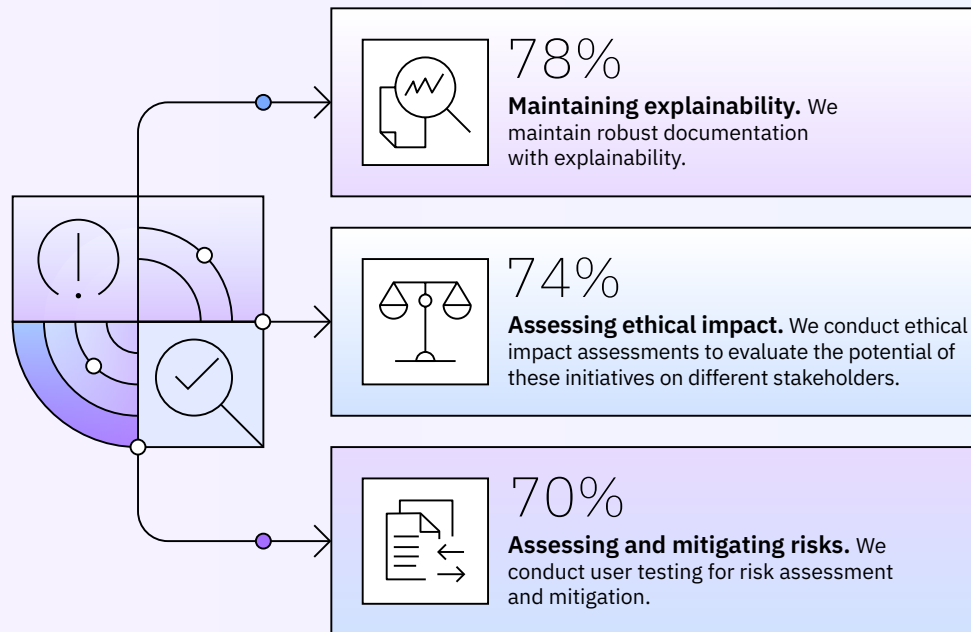 78%
Maintaining explainability. We
maintain robust documentation
with explainability.
74%
Assessing ethical impact. We conduct ethical
impact assessments to evaluate the potential of
these initiatives on different stakeholders.
70%
Assessing and mitigating risks. We
conduct user testing for risk assessment
and mitigation.